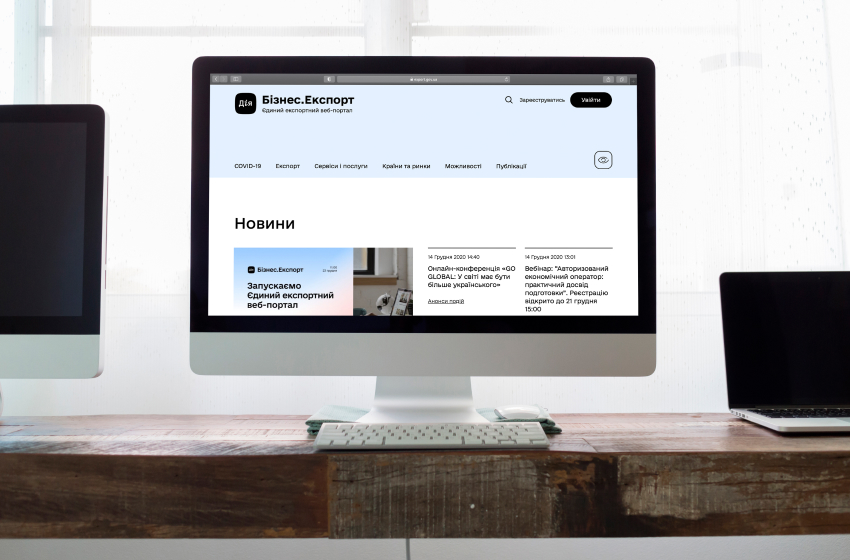 Дія
Бізнес.Експорт
Єдиний експортний веб-портал
Зареєструватись
Увійти
COVID-19
Експорт
Сервіси і послуги
Країни та ринки
Можливості
Публікації
Новини
Бізнес.Експорт
Запускаємо
Єдиний експортний
веб-портал
14 Грудня 2020 14:40
Онлайн-конференція «GO
GLOBAL: У світі має бути
більше українського»
Анонси подій
14 Грудня 2020 13:01
Вебінар: "Авторизований
економічний оператор:
практичний досвід
підготовки". Реєстрацію
відкрито до 21 грудня
15:00